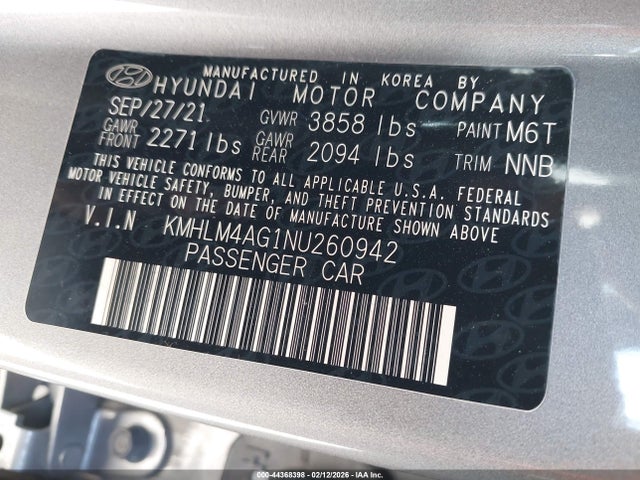 MANUFACTURED IN KOREA BY
HYUNDAI MOTOR COMPANY
SEP/27/21 GVWR 3858 lbs PAINT M6T
GAWR FRONT 2271 lbs GAWR REAR 2094 lbs TRIM NNB
THIS VEHICLE CONFORMS TO ALL APPLICABLE U.S.A. FEDERAL
MOTOR VEHICLE SAFETY, BUMPER, AND THEFT PREVENTION STANDARDS
IN EFFECT ON THE DATE OF MANUFACTURE SHOWN ABOVE
V.I.N KMHLM4AG1NU260942
PASSENGER CAR
000-44368398 - 02/12/2026 - Copart.com